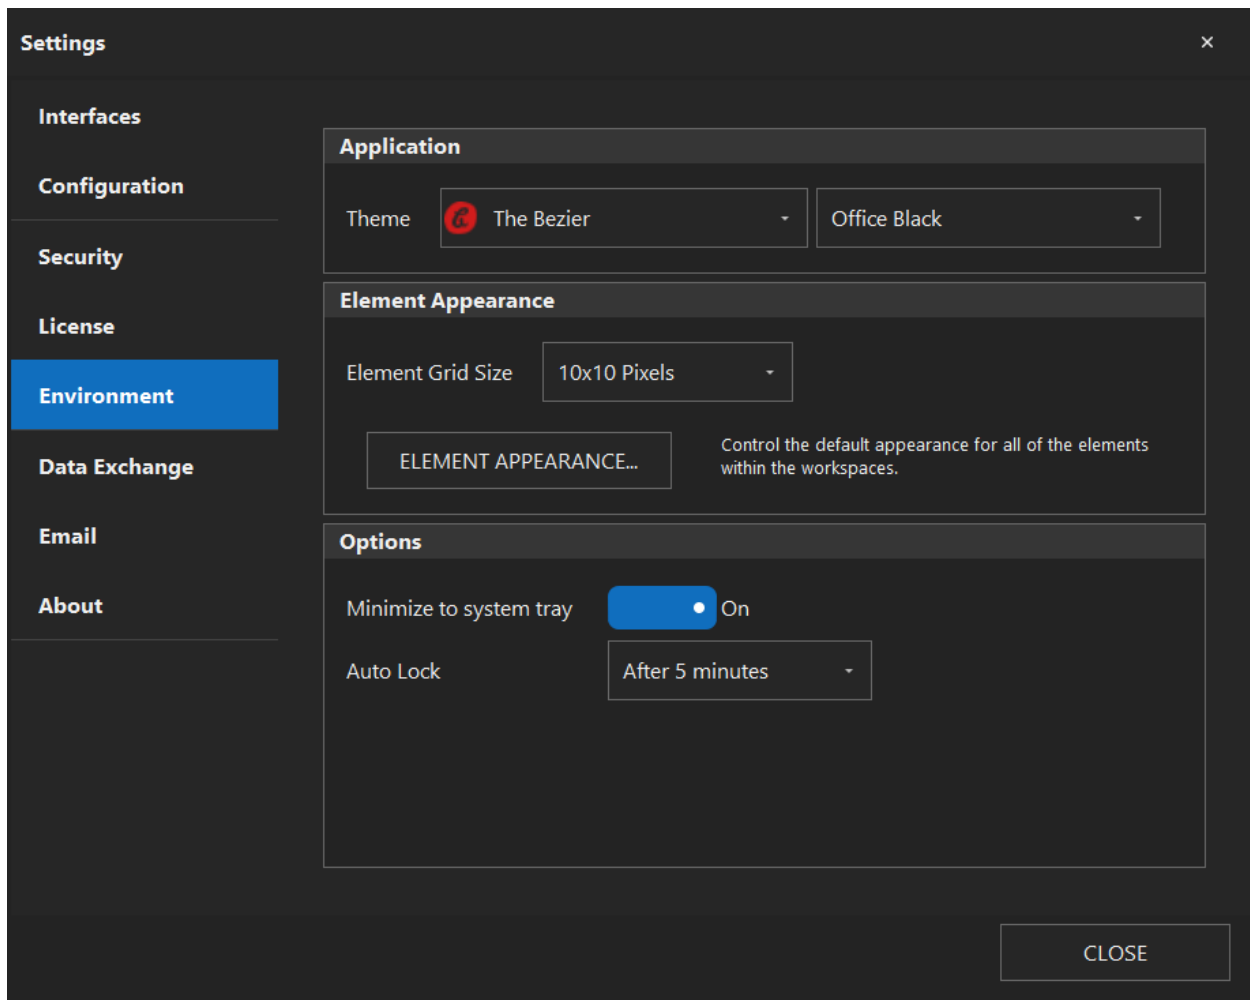 Settings
Interfaces
Configuration
Security
License
Environment
Data Exchange
Email
About
Application
Theme
The Bezier
Office Black
Element Appearance
Element Grid Size
10x10 Pixels
ELEMENT APPEARANCE...
Control the default appearance for all of the elements
within the workspaces.
Options
Minimize to system tray
On
Auto Lock
After 5 minutes
CLOSE